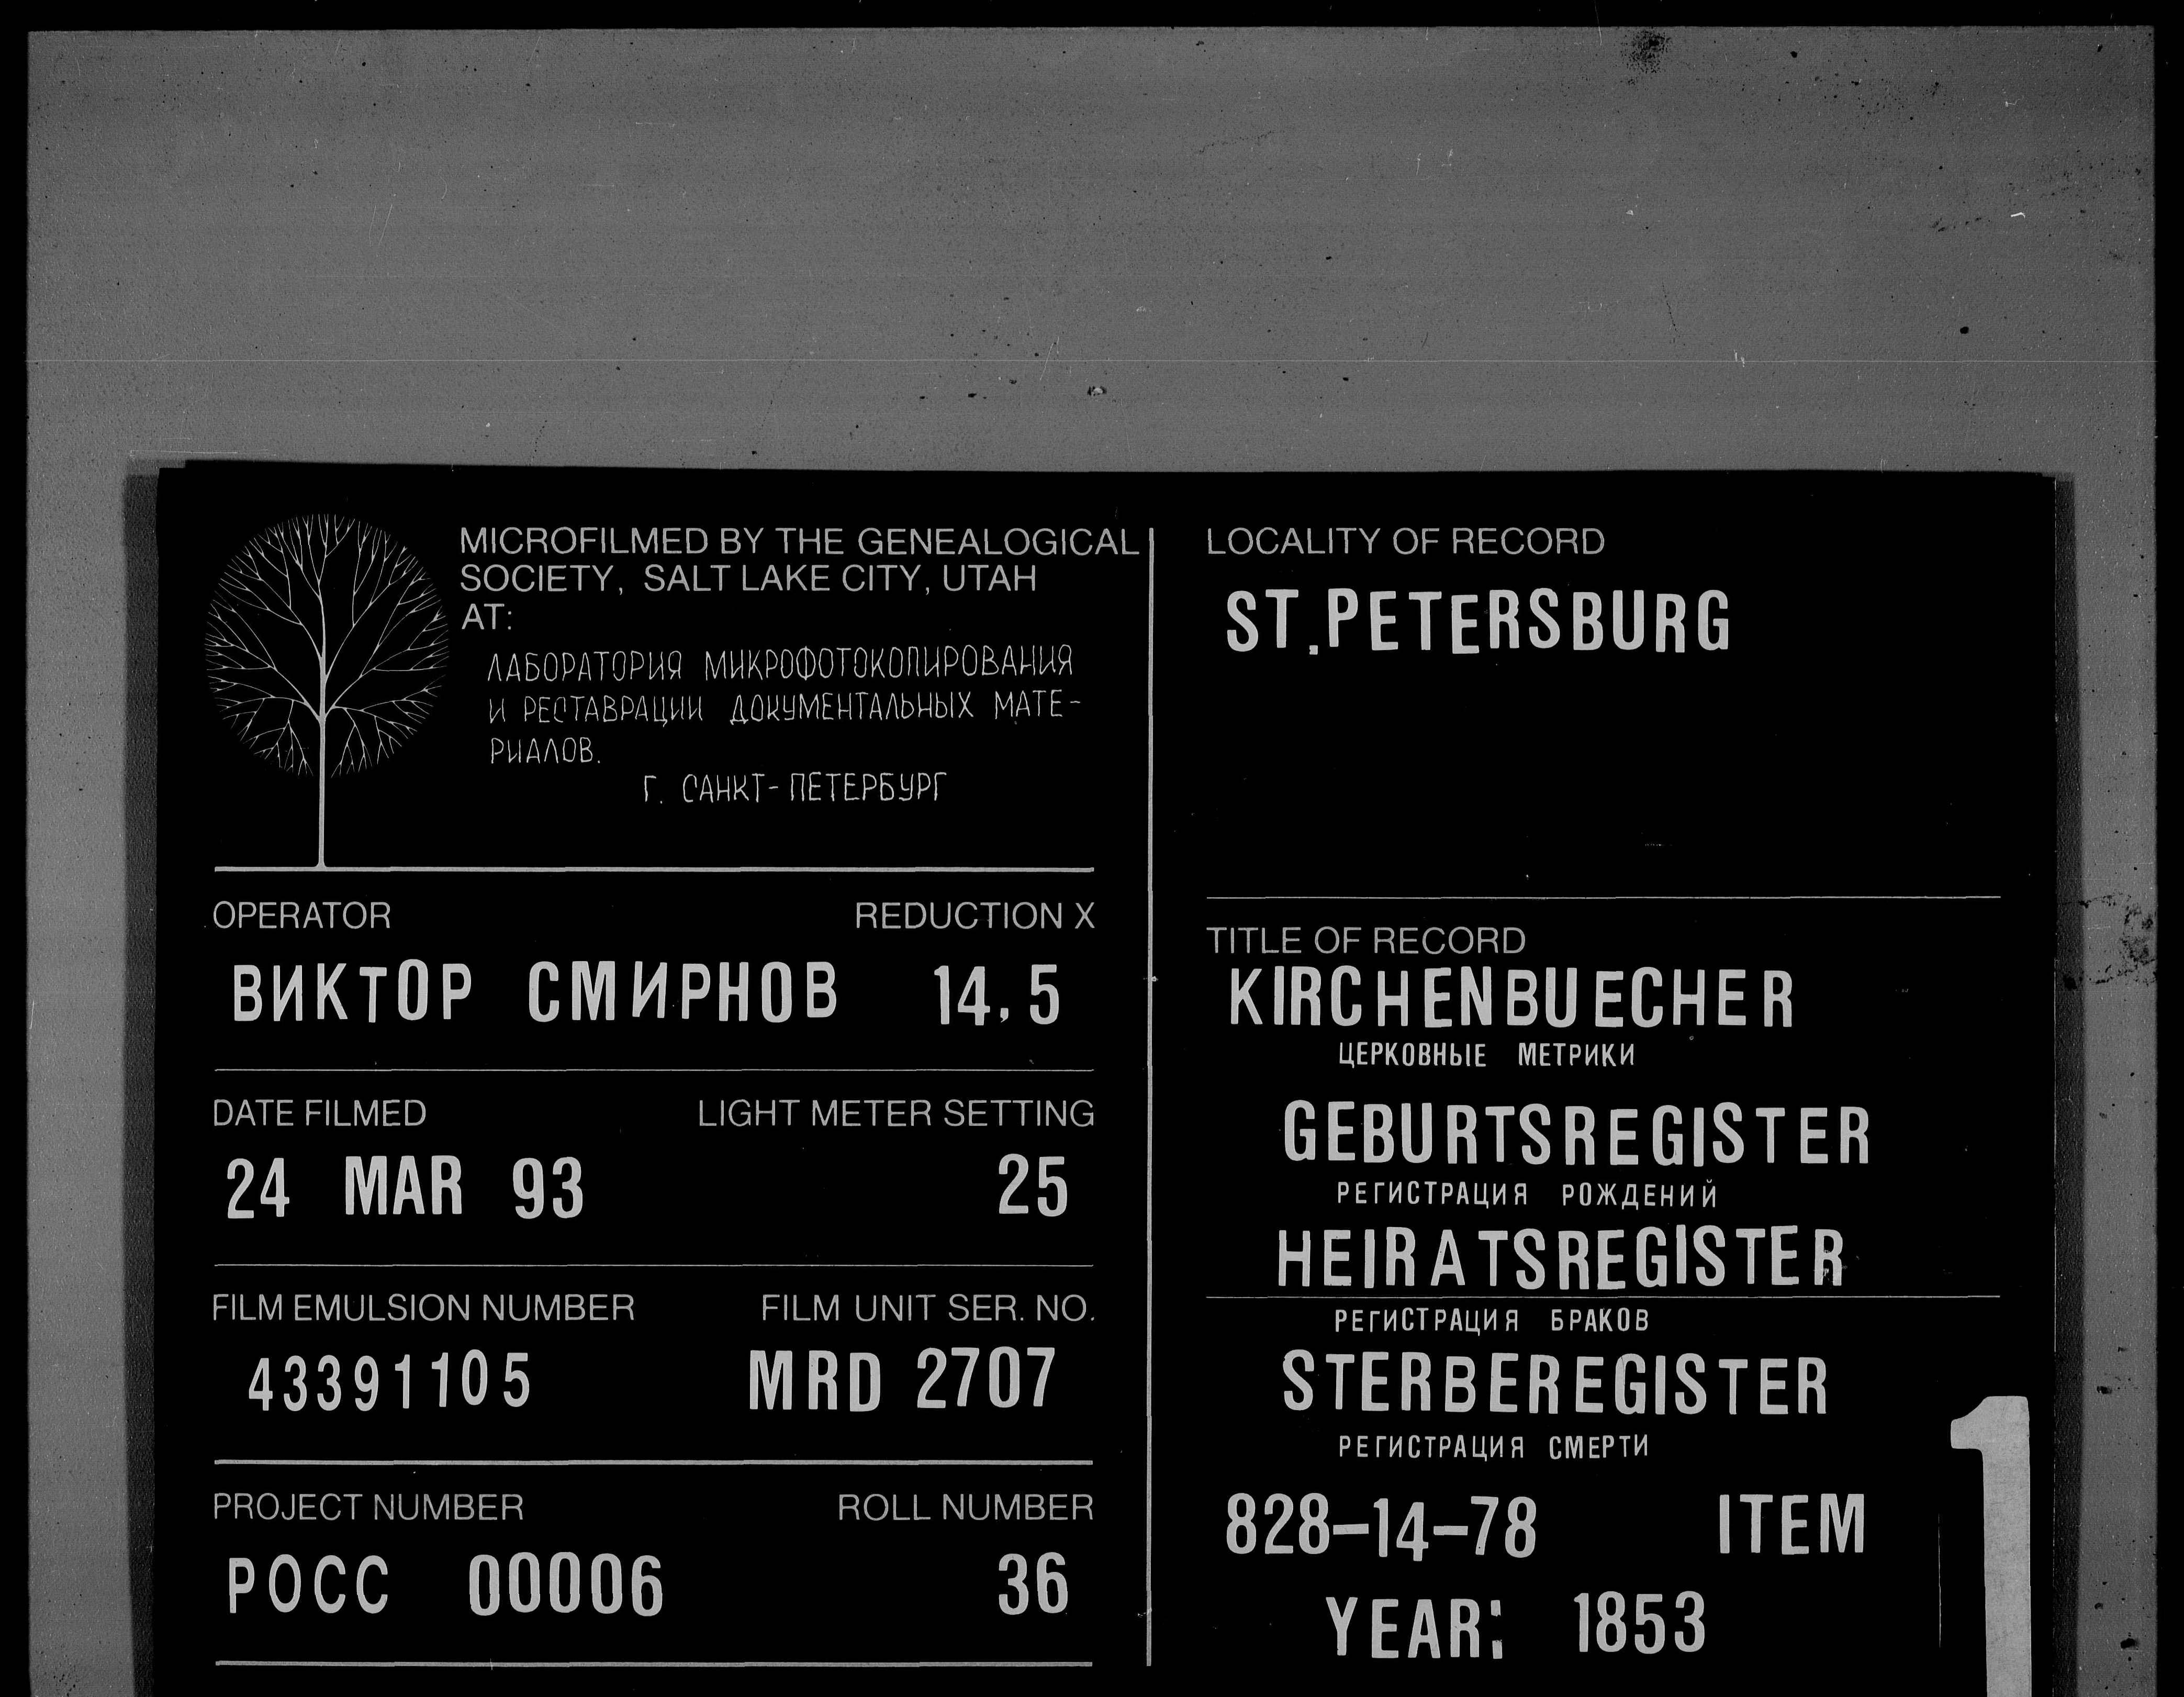 MICROFILMED BY THE GENEALOGICAL
SOCIETY, SALT LAKE CITY, UTAH
AT:
ЛАБОРАТОРИЯ МИКРОФОТОКОПИРОВАНИЯ
И РЕСТАВРАЦИИ ДОКУМЕНТАЛЬНЫХ МАТЕ-
РИАЛОВ.
Г. САНКТ-ПЕТЕРБУРГ
OPERATOR REDUCTION X
ВИКТОР СМИРНОВ 14,5
DATE FILMED LIGHT METER SETTING
24 MAR 93 25
FILM EMULSION NUMBER FILM UNIT SER. NO.
43391105 MRD 2707
PROJECT NUMBER ROLL NUMBER
РОСС 00006 36
LOCALITY OF RECORD
ST.PETERSBURG
TITLE OF RECORD
KIRCHENBUECHER
ЦЕРКОВНЫЕ МЕТРИКИ
GEBURTSREGISTER
РЕГИСТРАЦИЯ РОЖДЕНИЙ
HEIRATSREGISTER
РЕГИСТРАЦИЯ БРАКОВ
STERBEREGISTER
РЕГИСТРАЦИЯ СМЕРТИ
828-14-78 ITEM 1
YEAR: 1853